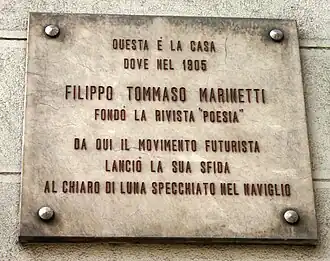 QUESTA È LA CASA
DOVE NEL 1905
FILIPPO TOMMASO MARINETTI
FONDÒ LA RIVISTA "POESIA"
DA QUI IL MOVIMENTO FUTURISTA
LANCIÒ LA SUA SFIDA
AL CHIARO DI LUNA SPECCHIATO NEL NAVIGLIO